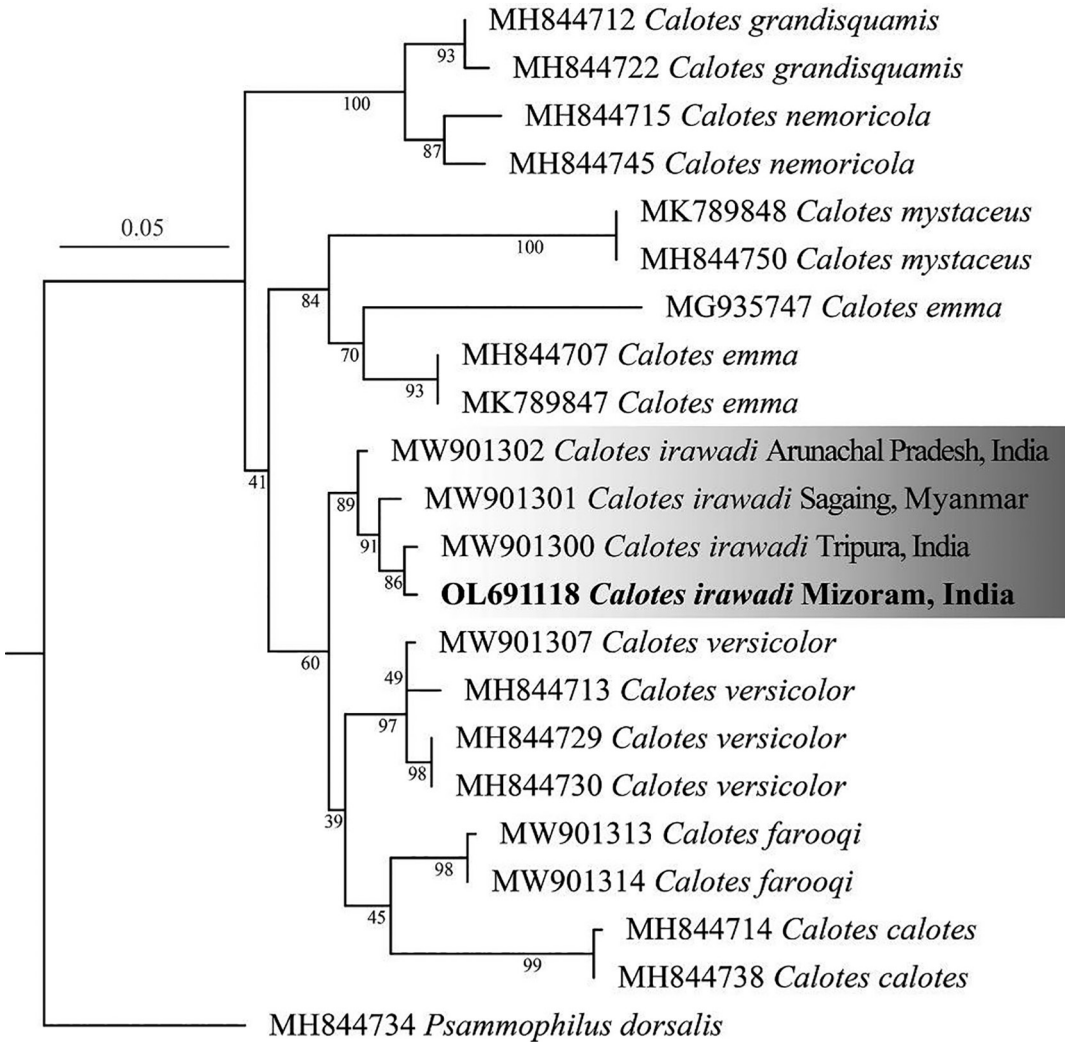 MH844712 Calotes grandisquamis
93
MH844722 Calotes grandisquamis
100
MH844715 Calotes nemoricola
87
MH844745 Calotes nemoricola
MK789848 Calotes mystaceus
0.05
100
MH844750 Calotes mystaceus
84
MG935747 Calotes emma
70
MH844707 Calotes emma
93
MK789847 Calotes emma
MW901302 Calotes irawadi Arunachal Pradesh, India
41
89
MW901301 Calotes irawadi Sagaing, Myanmar
91
MW901300 Calotes irawadi Tripura, India
86
OL691118 Calotes irawadi Mizoram, India
MW901307 Calotes versicolor
60
49
MH844713 Calotes versicolor
97
MH844729 Calotes versicolor
98
MH844730 Calotes versicolor
39
MW901313 Calotes farooqi
98
MW901314 Calotes farooqi
45
MH844714 Calotes calotes
99
MH844738 Calotes calotes
MH844734 Psammophilus dorsalis